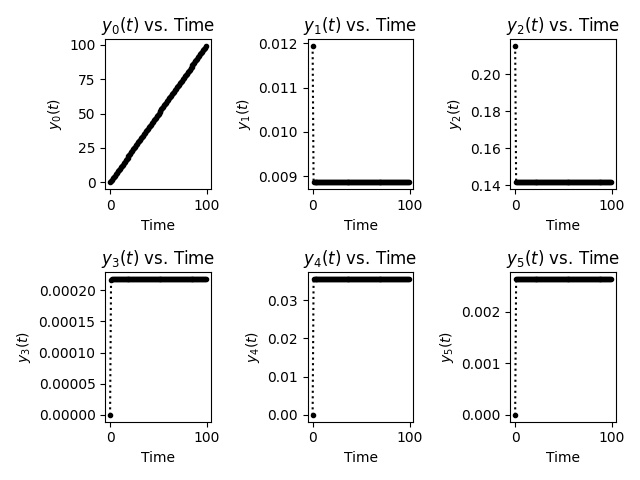 y₀(t) vs. Time
100
75
50
25
0
y₀(t)
0
100
Time
y₁(t) vs. Time
0.012
0.011
0.010
0.009
y₁(t)
0
100
Time
y₂(t) vs. Time
0.20
0.18
0.16
0.14
y₂(t)
0
100
Time
y₃(t) vs. Time
0.00020
0.00015
0.00010
0.00005
0.00000
y₃(t)
0
100
Time
y₄(t) vs. Time
0.03
0.02
0.01
0.00
y₄(t)
0
100
Time
y₅(t) vs. Time
0.002
0.001
0.000
y₅(t)
0
100
Time